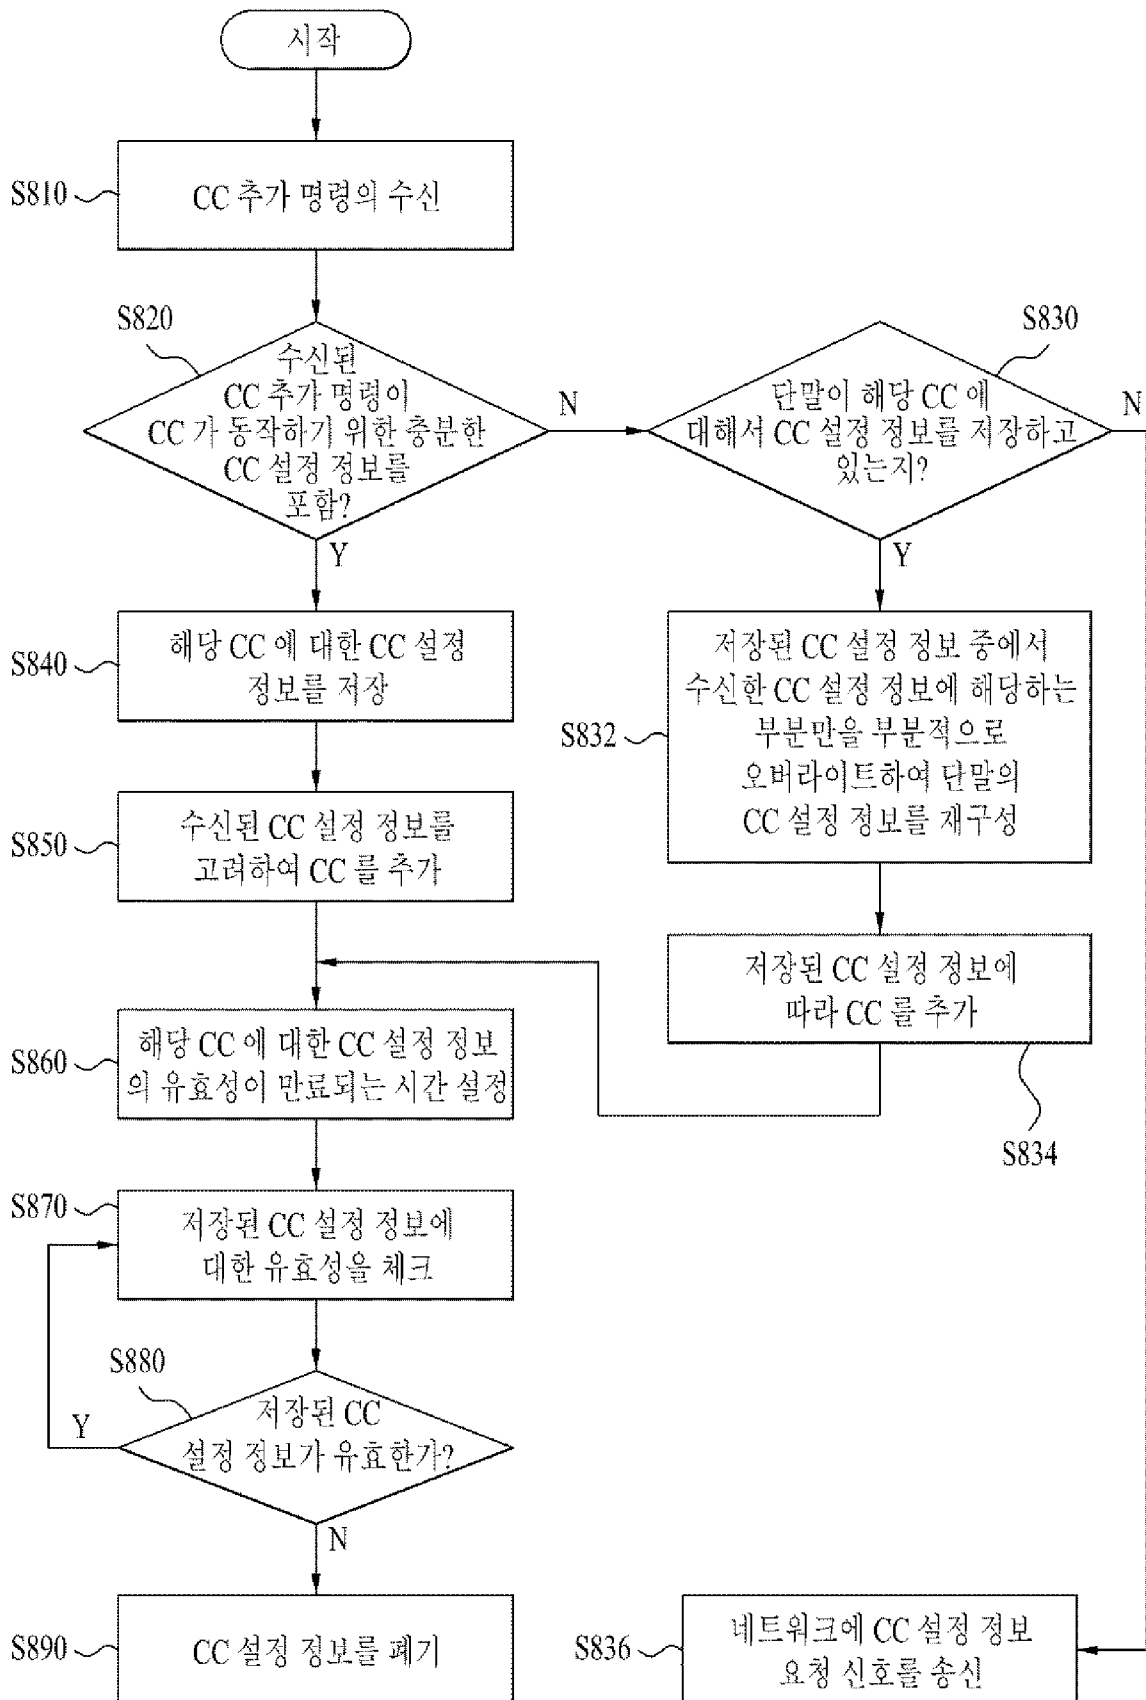 시작
S810
CC 추가 명령의 수신
S820
수신된
CC 추가 명령이
CC 가 동작하기 위한 충분한
CC 설정 정보를
포함?
N
Y
S830
단말이 해당 CC 에
대해서 CC 설정 정보를 저장하고
있는지?
N
Y
S840
해당 CC 에 대한 CC 설정
정보를 저장
S832
저장된 CC 설정 정보 중에서
수신한 CC 설정 정보에 해당하는
부분만을 부분적으로
오버라이트하여 단말의
CC 설정 정보를 재구성
S850
수신된 CC 설정 정보를
고려하여 CC 를 추가
저장된 CC 설정 정보에
따라 CC 를 추가
S834
S860
해당 CC 에 대한 CC 설정 정보
의 유효성이 만료되는 시간 설정
S870
저장된 CC 설정 정보에
대한 유효성을 체크
S880
저장된 CC
설정 정보가 유효한가?
Y
N
S890
CC 설정 정보를 폐기
S836
네트워크에 CC 설정 정보
요청 신호를 송신